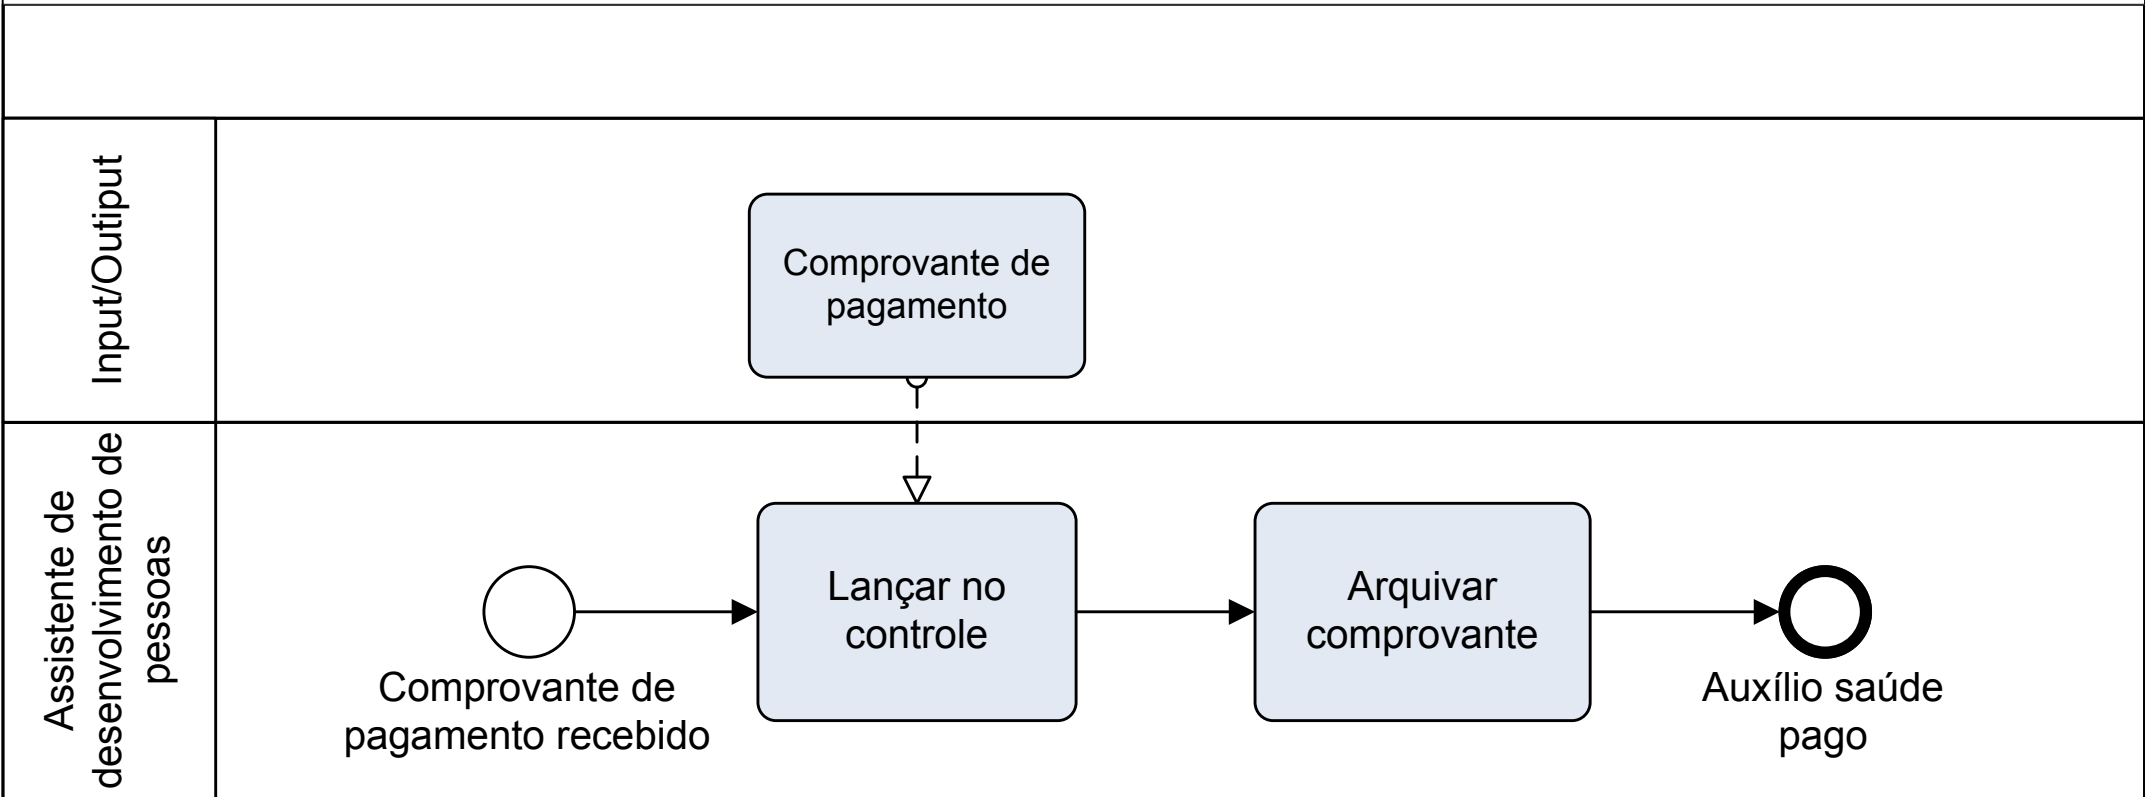 Input/Outiput
Comprovante de
pagamento
Assistente de
desenvolvimento de
pessoas
Comprovante de
pagamento recebido
Lançar no
controle
Arquivar
comprovante
Auxílio saúde
pago